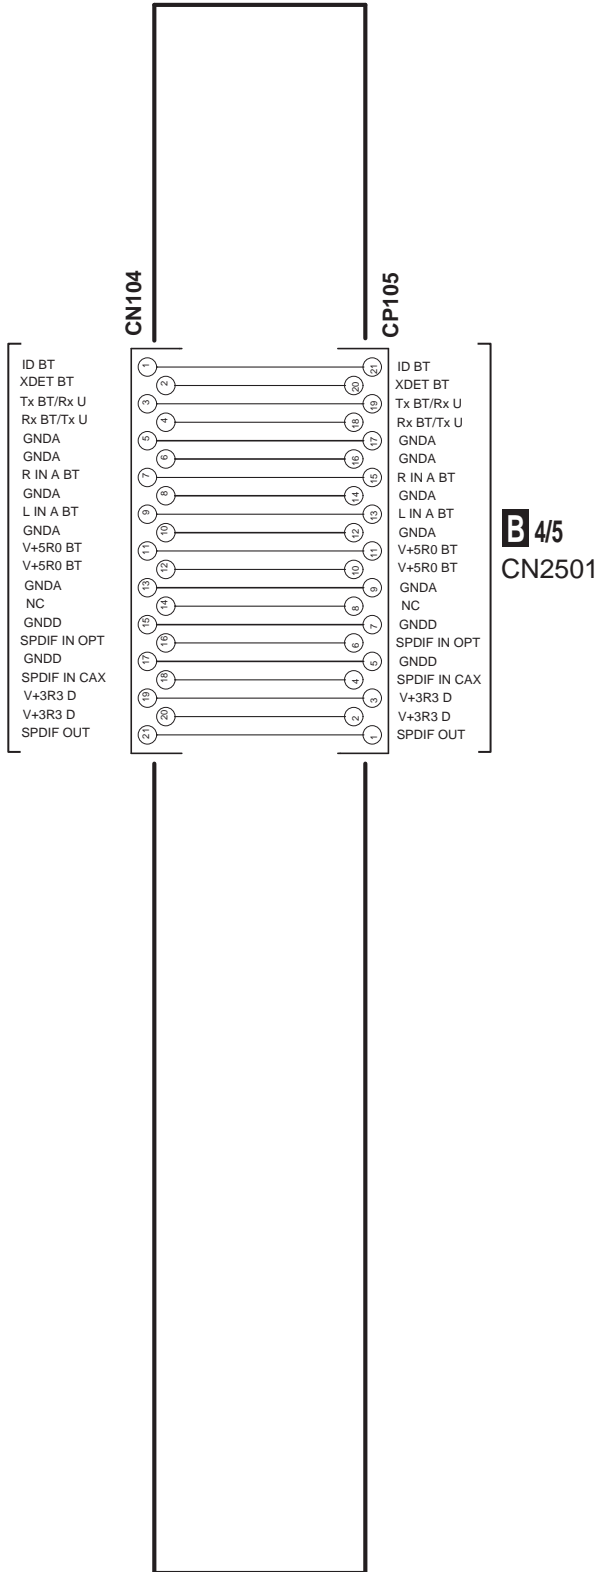 CN104 CP105
ID BT 1 21 ID BT
XDET BT 2 20 XDET BT
Tx BT/Rx U 3 19 Tx BT/Rx U
Rx BT/Tx U 4 18 Rx BT/Tx U
GNDA 5 17 GNDA
GNDA 6 16 GNDA
R IN A BT 7 15 R IN A BT
GNDA 8 14 GNDA
L IN A BT 9 13 L IN A BT
GNDA 10 12 GNDA
V+5R0 BT 11 11 V+5R0 BT
V+5R0 BT 12 10 V+5R0 BT
GNDA 13 9 GNDA
NC 14 8 NC
GNDD 15 7 GNDD
SPDIF IN OPT 16 6 SPDIF IN OPT
GNDD 17 5 GNDD
SPDIF IN CAX 18 4 SPDIF IN CAX
V+3R3 D 19 3 V+3R3 D
V+3R3 D 20 2 V+3R3 D
SPDIF OUT 21 1 SPDIF OUT
B 4/5
CN2501